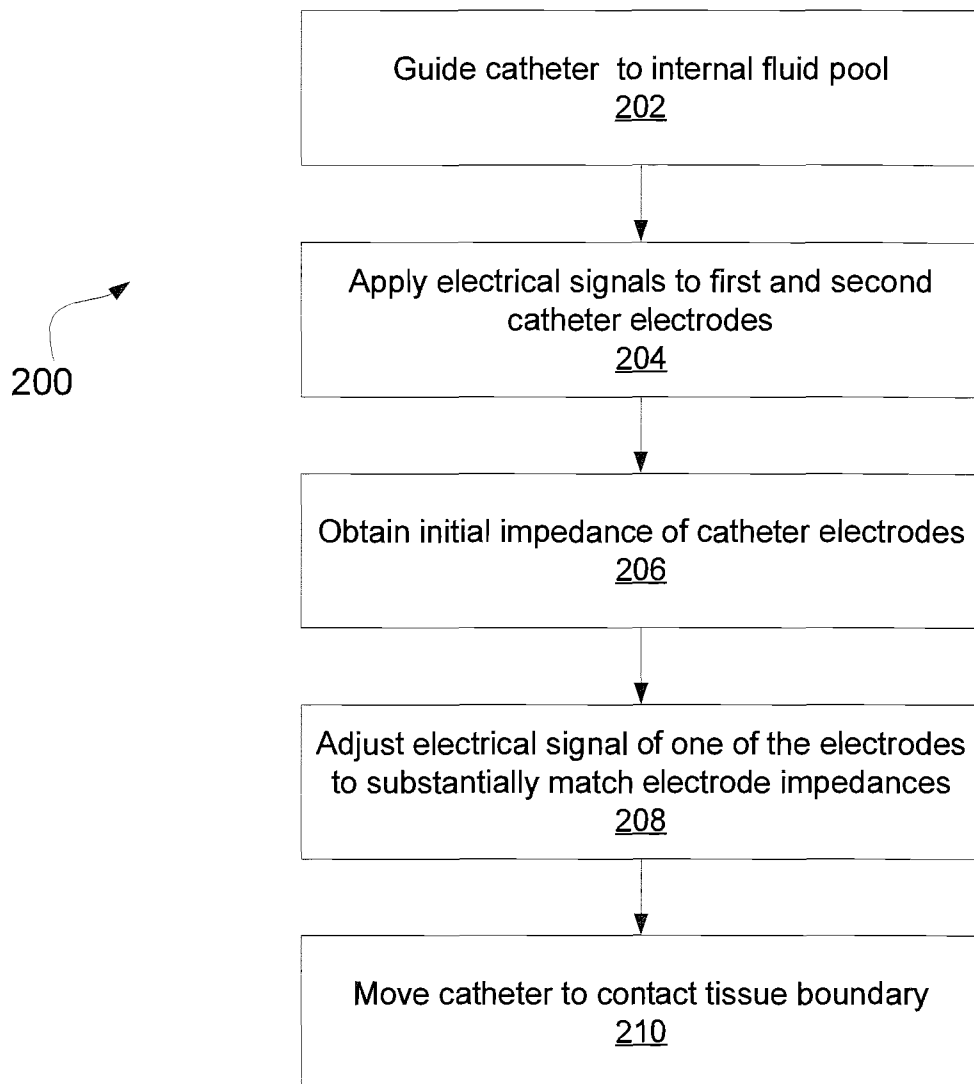 Guide catheter to internal fluid pool
202
Apply electrical signals to first and second
catheter electrodes
204
200
Obtain initial impedance of catheter electrodes
206
Adjust electrical signal of one of the electrodes
to substantially match electrode impedances
208
Move catheter to contact tissue boundary
210